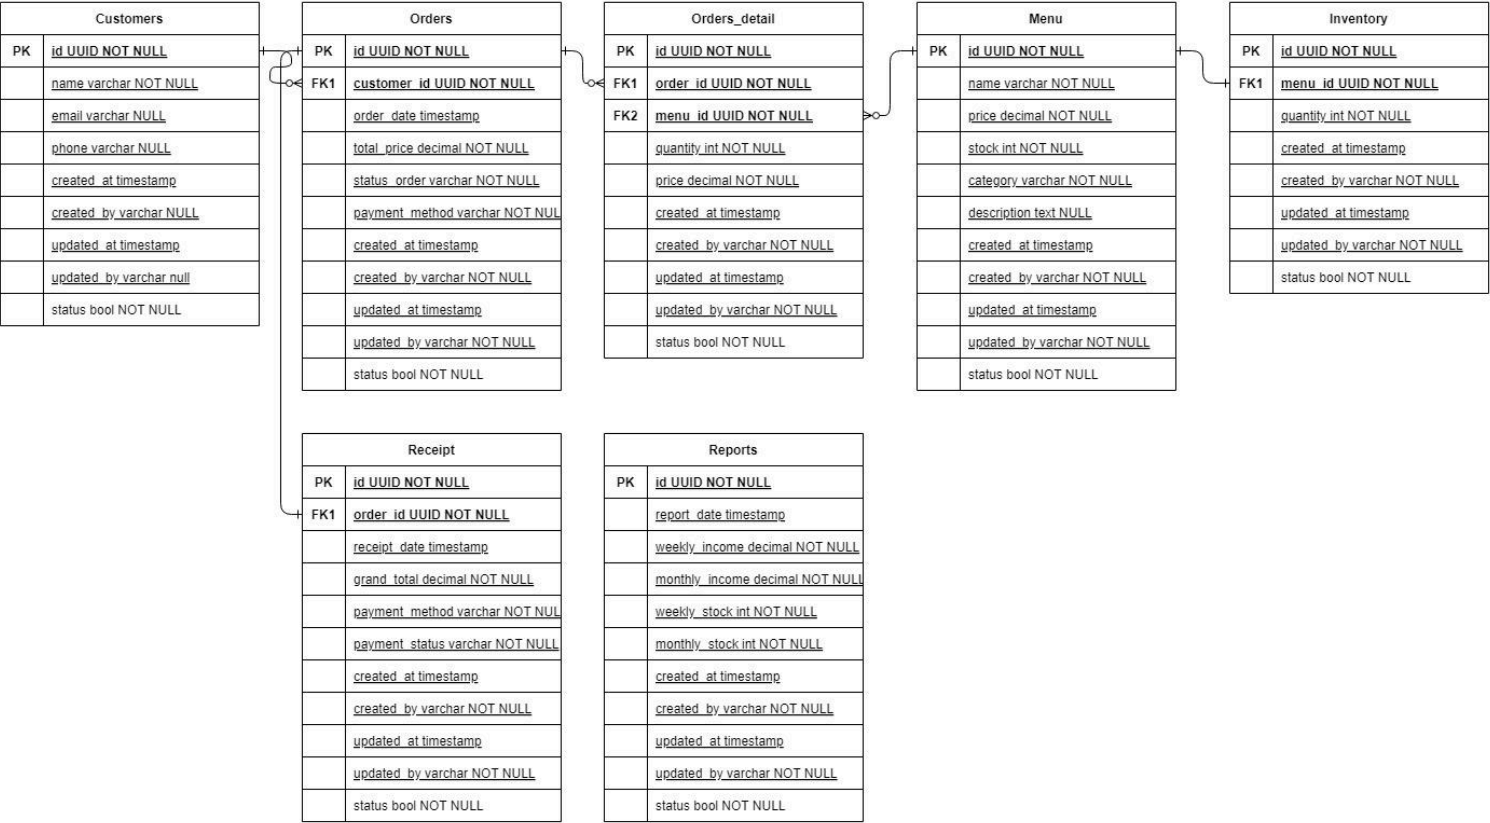 Customers
PK id UUID NOT NULL
name varchar NOT NULL
email varchar NULL
phone varchar NULL
created_at timestamp
created_by varchar NULL
updated_at timestamp
updated_by varchar null
status bool NOT NULL
Orders
PK id UUID NOT NULL
FK1 customer_id UUID NOT NULL
order_date timestamp
total_price decimal NOT NULL
status_order varchar NOT NULL
payment_method varchar NOT NUL
created_at timestamp
created_by varchar NOT NULL
updated_at timestamp
updated_by varchar NOT NULL
status bool NOT NULL
Orders_detail
PK id UUID NOT NULL
FK1 order_id UUID NOT NULL
FK2 menu_id UUID NOT NULL
quantity int NOT NULL
price decimal NOT NULL
created_at timestamp
created_by varchar NOT NULL
updated_at timestamp
updated_by varchar NOT NULL
status bool NOT NULL
Menu
PK id UUID NOT NULL
name varchar NOT NULL
price decimal NOT NULL
stock int NOT NULL
category varchar NOT NULL
description text NULL
created_at timestamp
created_by varchar NOT NULL
updated_at timestamp
updated_by varchar NOT NULL
status bool NOT NULL
Inventory
PK id UUID NOT NULL
FK1 menu_id UUID NOT NULL
quantity int NOT NULL
created_at timestamp
created_by varchar NOT NULL
updated_at timestamp
updated_by varchar NOT NULL
status bool NOT NULL
Receipt
PK id UUID NOT NULL
FK1 order_id UUID NOT NULL
receipt_date timestamp
grand_total decimal NOT NULL
payment_method varchar NOT NUL
payment_status varchar NOT NULL
created_at timestamp
created_by varchar NOT NULL
updated_at timestamp
updated_by varchar NOT NULL
status bool NOT NULL
Reports
PK id UUID NOT NULL
report_date timestamp
weekly_income decimal NOT NULL
monthly_income decimal NOT NULL
weekly_stock int NOT NULL
monthly_stock int NOT NULL
created_at timestamp
created_by varchar NOT NULL
updated_at timestamp
updated_by varchar NOT NULL
status bool NOT NULL